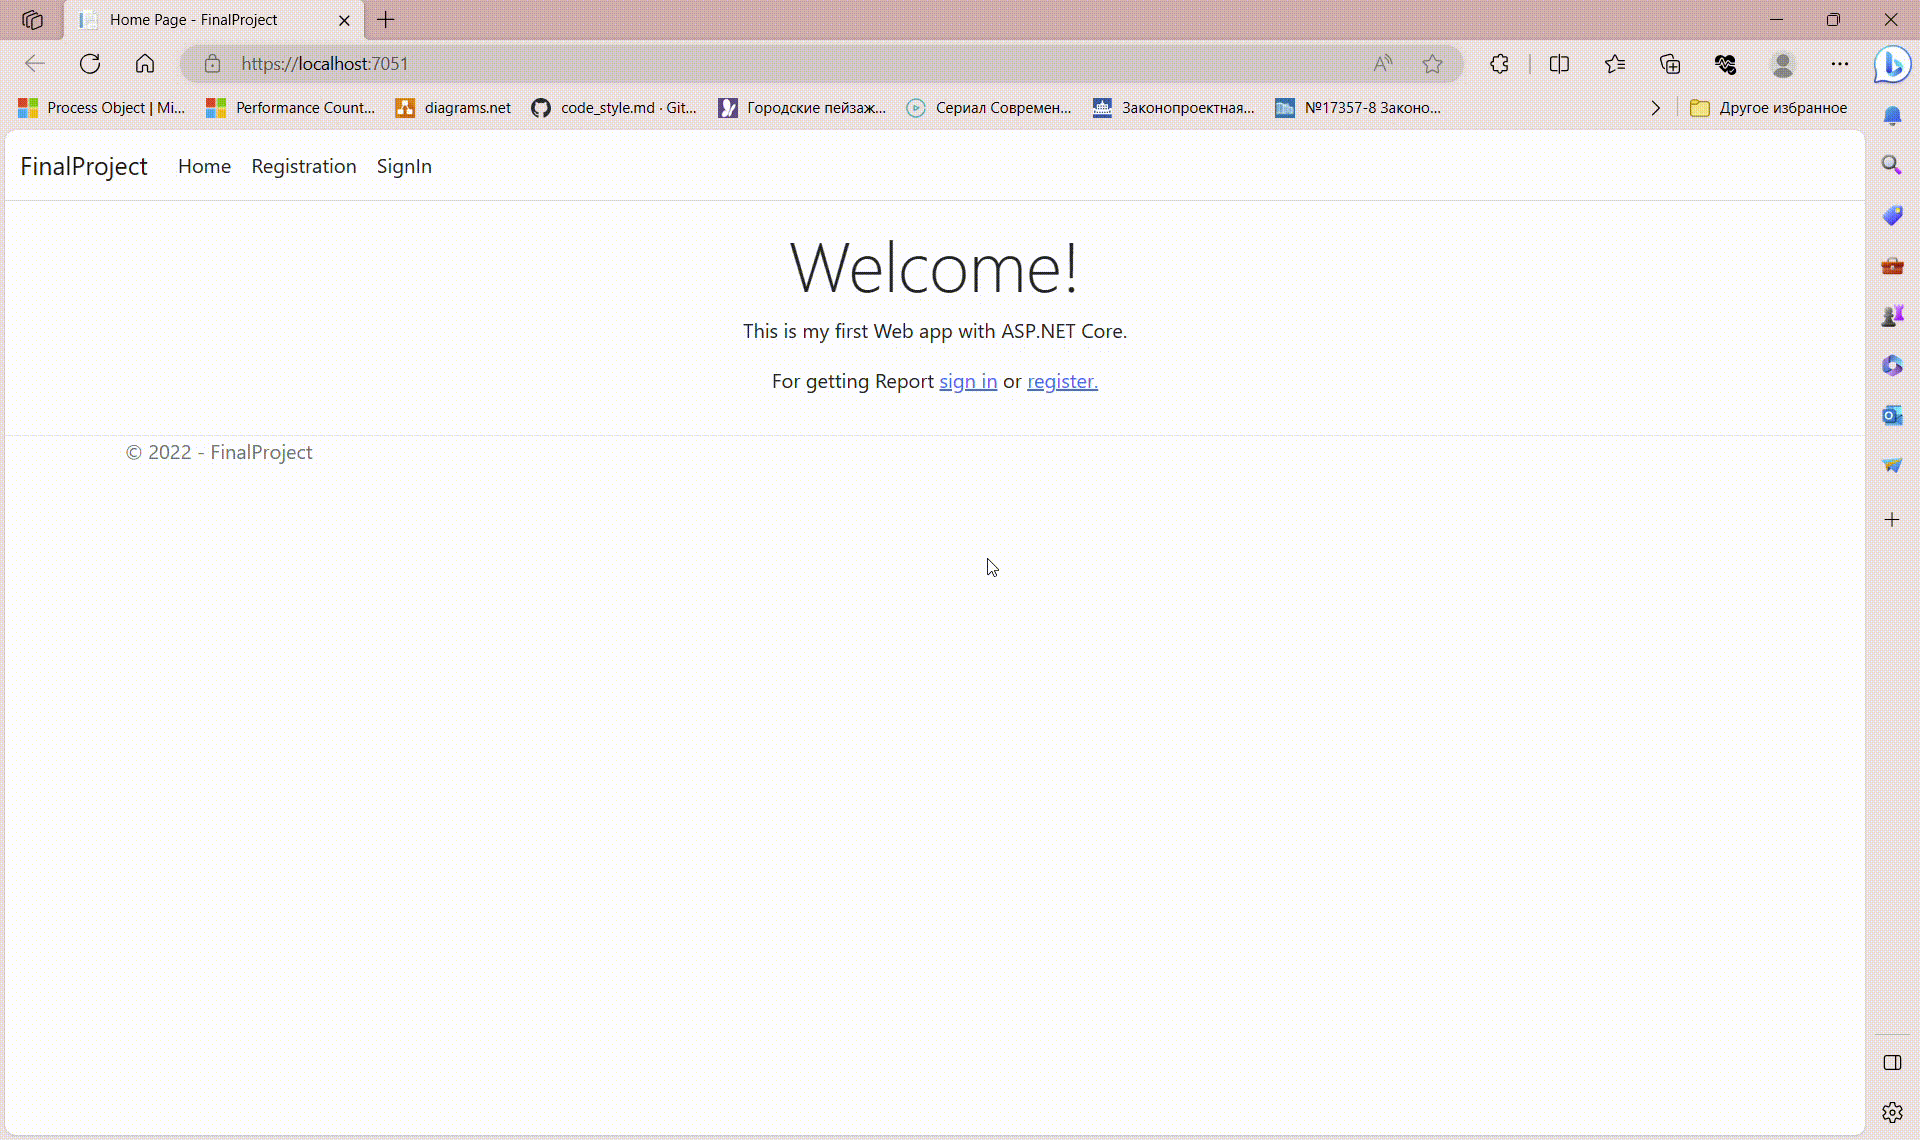 Home Page - FinalProject
https://localhost:7051
Process Object | Mi... Performance Count... diagrams.net code_style.md · Git... Городские пейзаж... Сериал Современ... Законопроектная... №17357-8 Законо... Другое избранное
FinalProject Home Registration SignIn
Welcome!
This is my first Web app with ASP.NET Core.
For getting Report sign in or register.
© 2022 - FinalProject